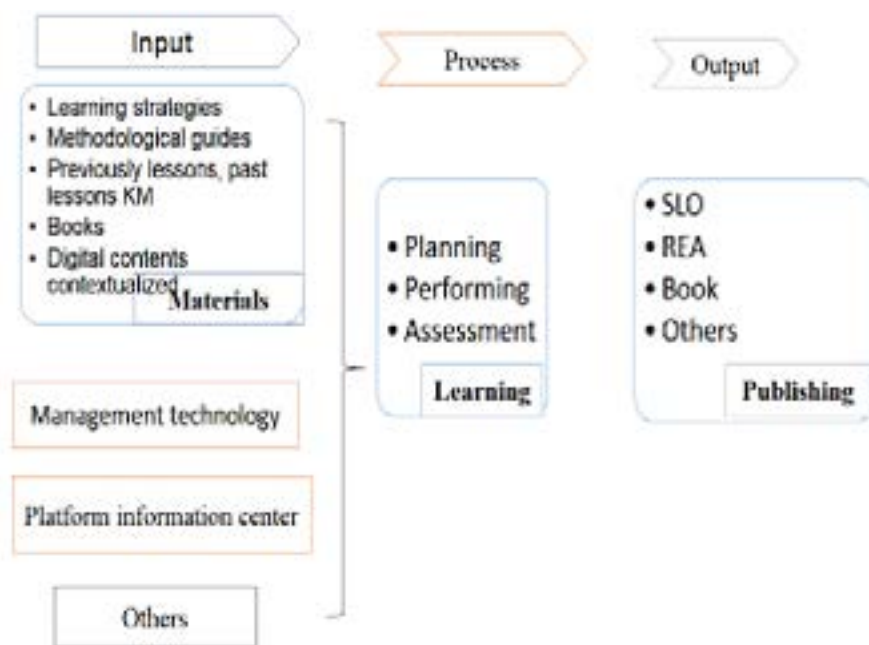 Input
• Learning strategies
• Methodological guides
• Previously lessons, past
lessons KM
• Books
• Digital contents
contextualized
Materials
Management technology
Platform information center
Others
Process
• Planning
• Performing
• Assessment
Learning
Output
• SLO
• REA
• Book
• Others
Publishing